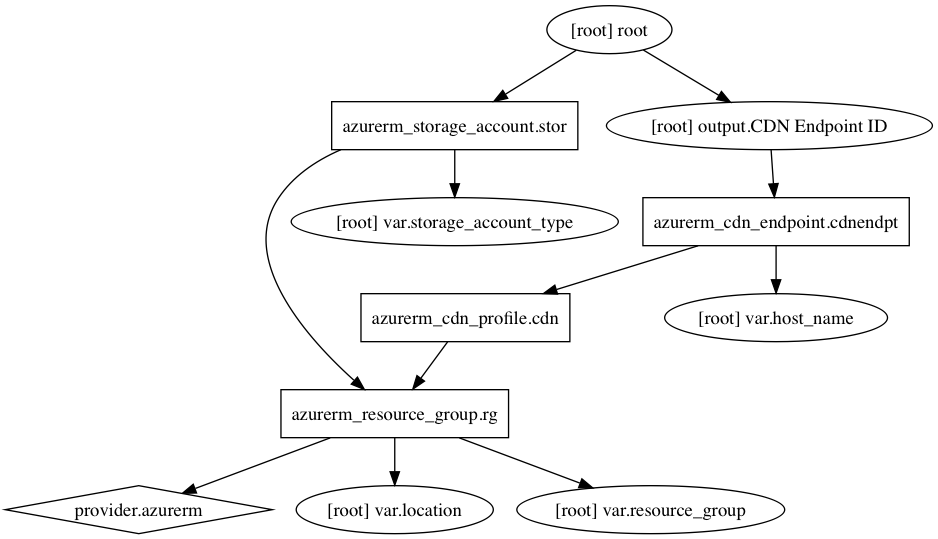 [root] root
azurerm_storage_account.stor
[root] output.CDN Endpoint ID
[root] var.storage_account_type
azurerm_cdn_endpoint.cdnendpt
azurerm_cdn_profile.cdn
[root] var.host_name
azurerm_resource_group.rg
provider.azurerm
[root] var.location
[root] var.resource_group